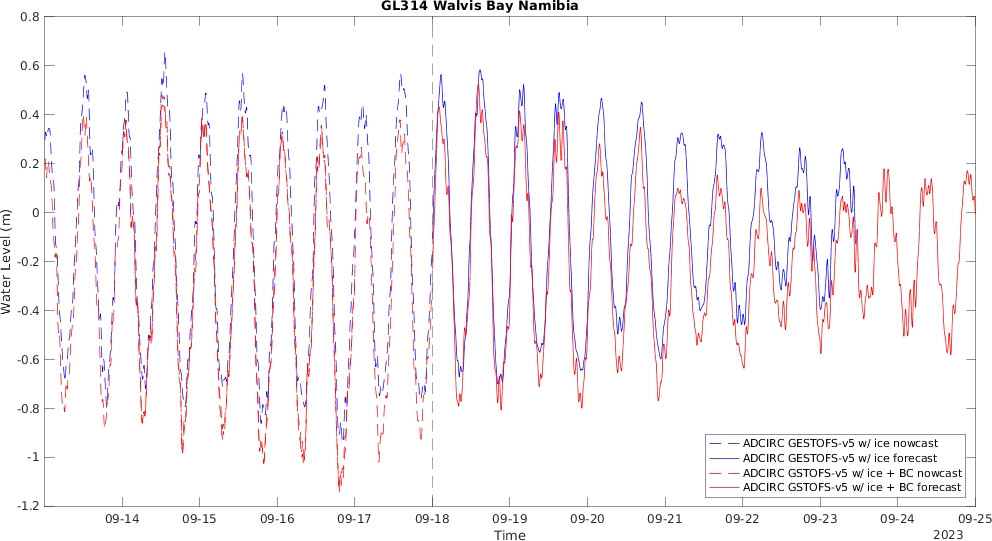 GL314 Walvis Bay Namibia
0.8
0.6
0.4
0.2
0
-0.2
-0.4
-0.6
-0.8
-1
-1.2
Water Level (m)
ADCIRC GESTOFS-v5 w/ ice nowcast
ADCIRC GESTOFS-v5 w/ ice forecast
ADCIRC GSTOFS-v5 w/ ice + BC nowcast
ADCIRC GSTOFS-v5 w/ ice + BC forecast
09-14 09-15 09-16 09-17 09-18 09-19 09-20 09-21 09-22 09-23 09-24 09-25
Time
2023